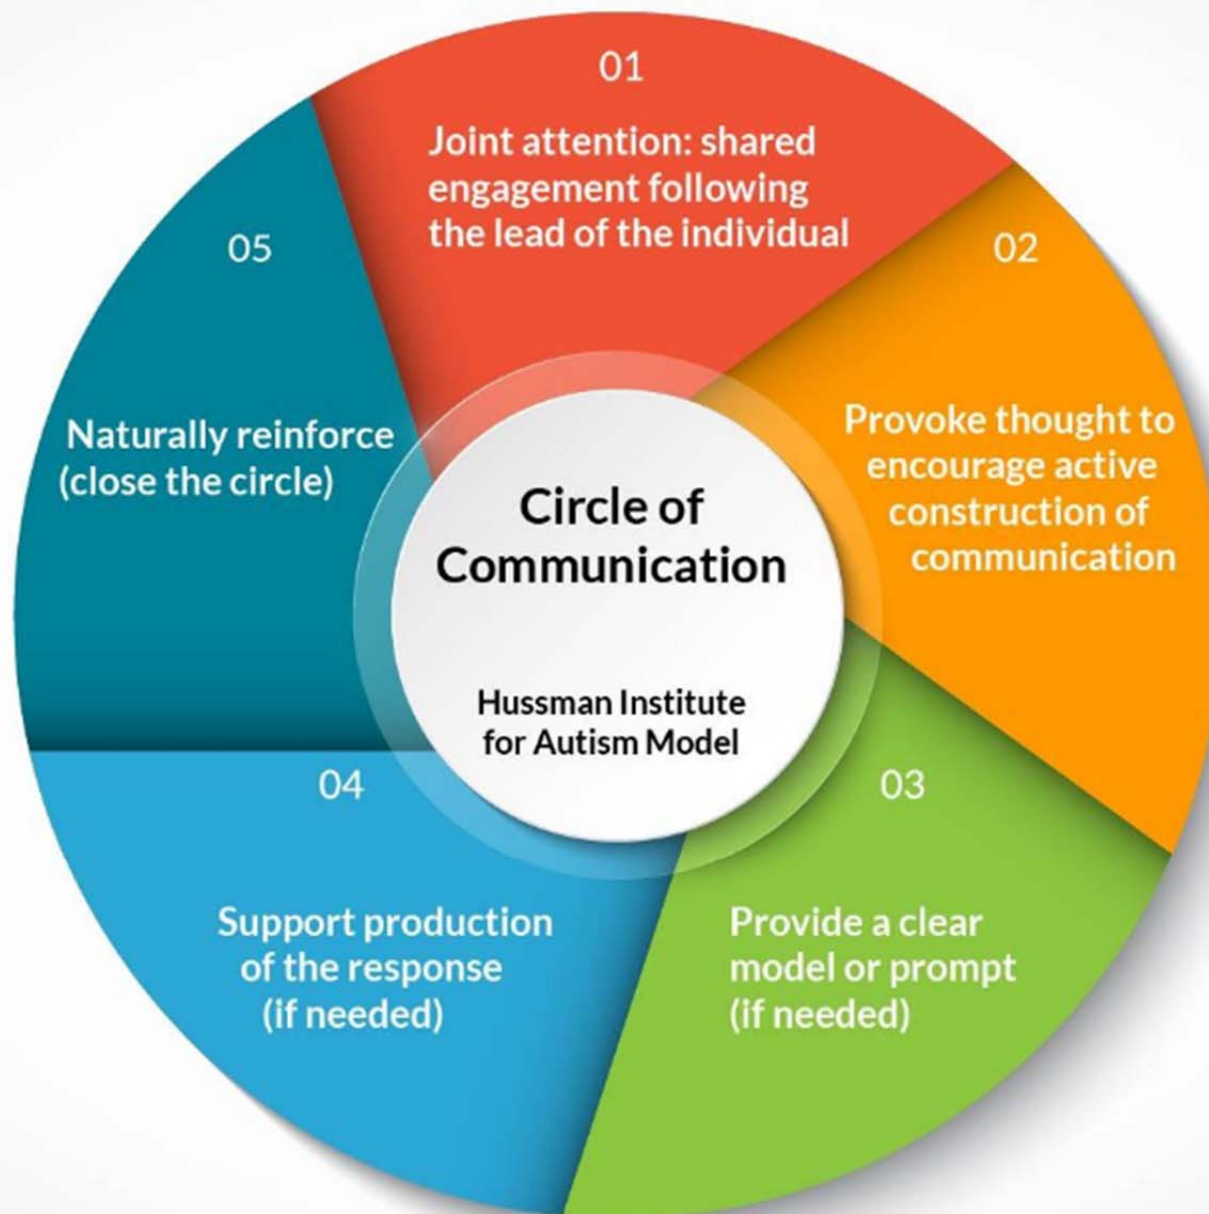 01
Joint attention: shared
engagement following
the lead of the individual
02
Provoke thought to
encourage active
construction of
communication
03
Provide a clear
model or prompt
(if needed)
04
Support production
of the response
(if needed)
05
Naturally reinforce
(close the circle)
Circle of
Communication
Hussman Institute
for Autism Model